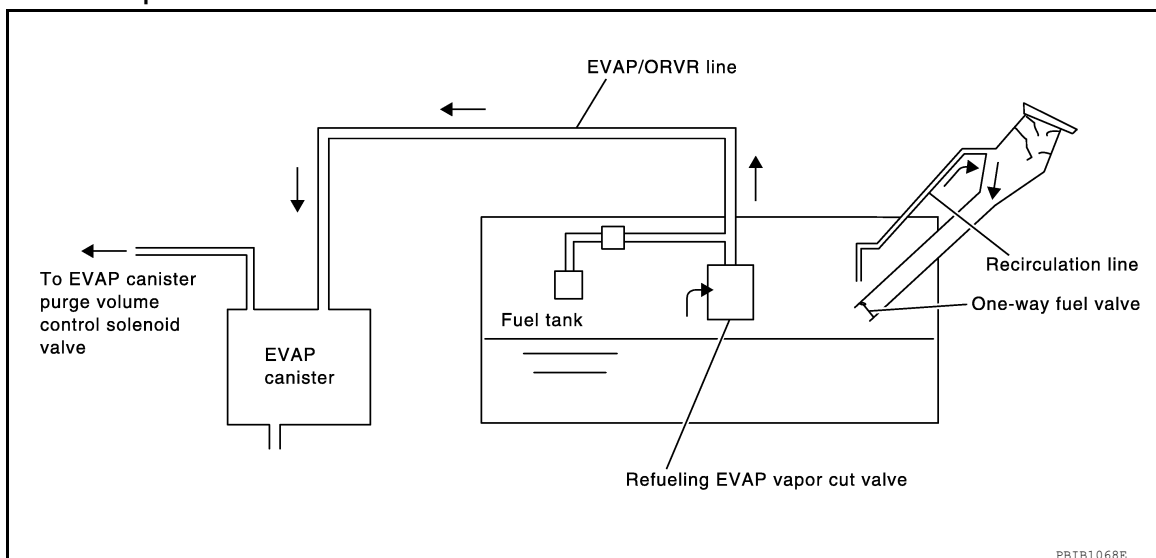 EVAP/ORVR line
Recirculation line
One-way fuel valve
To EVAP canister
purge volume
control solenoid
valve
Fuel tank
EVAP
canister
Refueling EVAP vapor cut valve
PBIB1068E